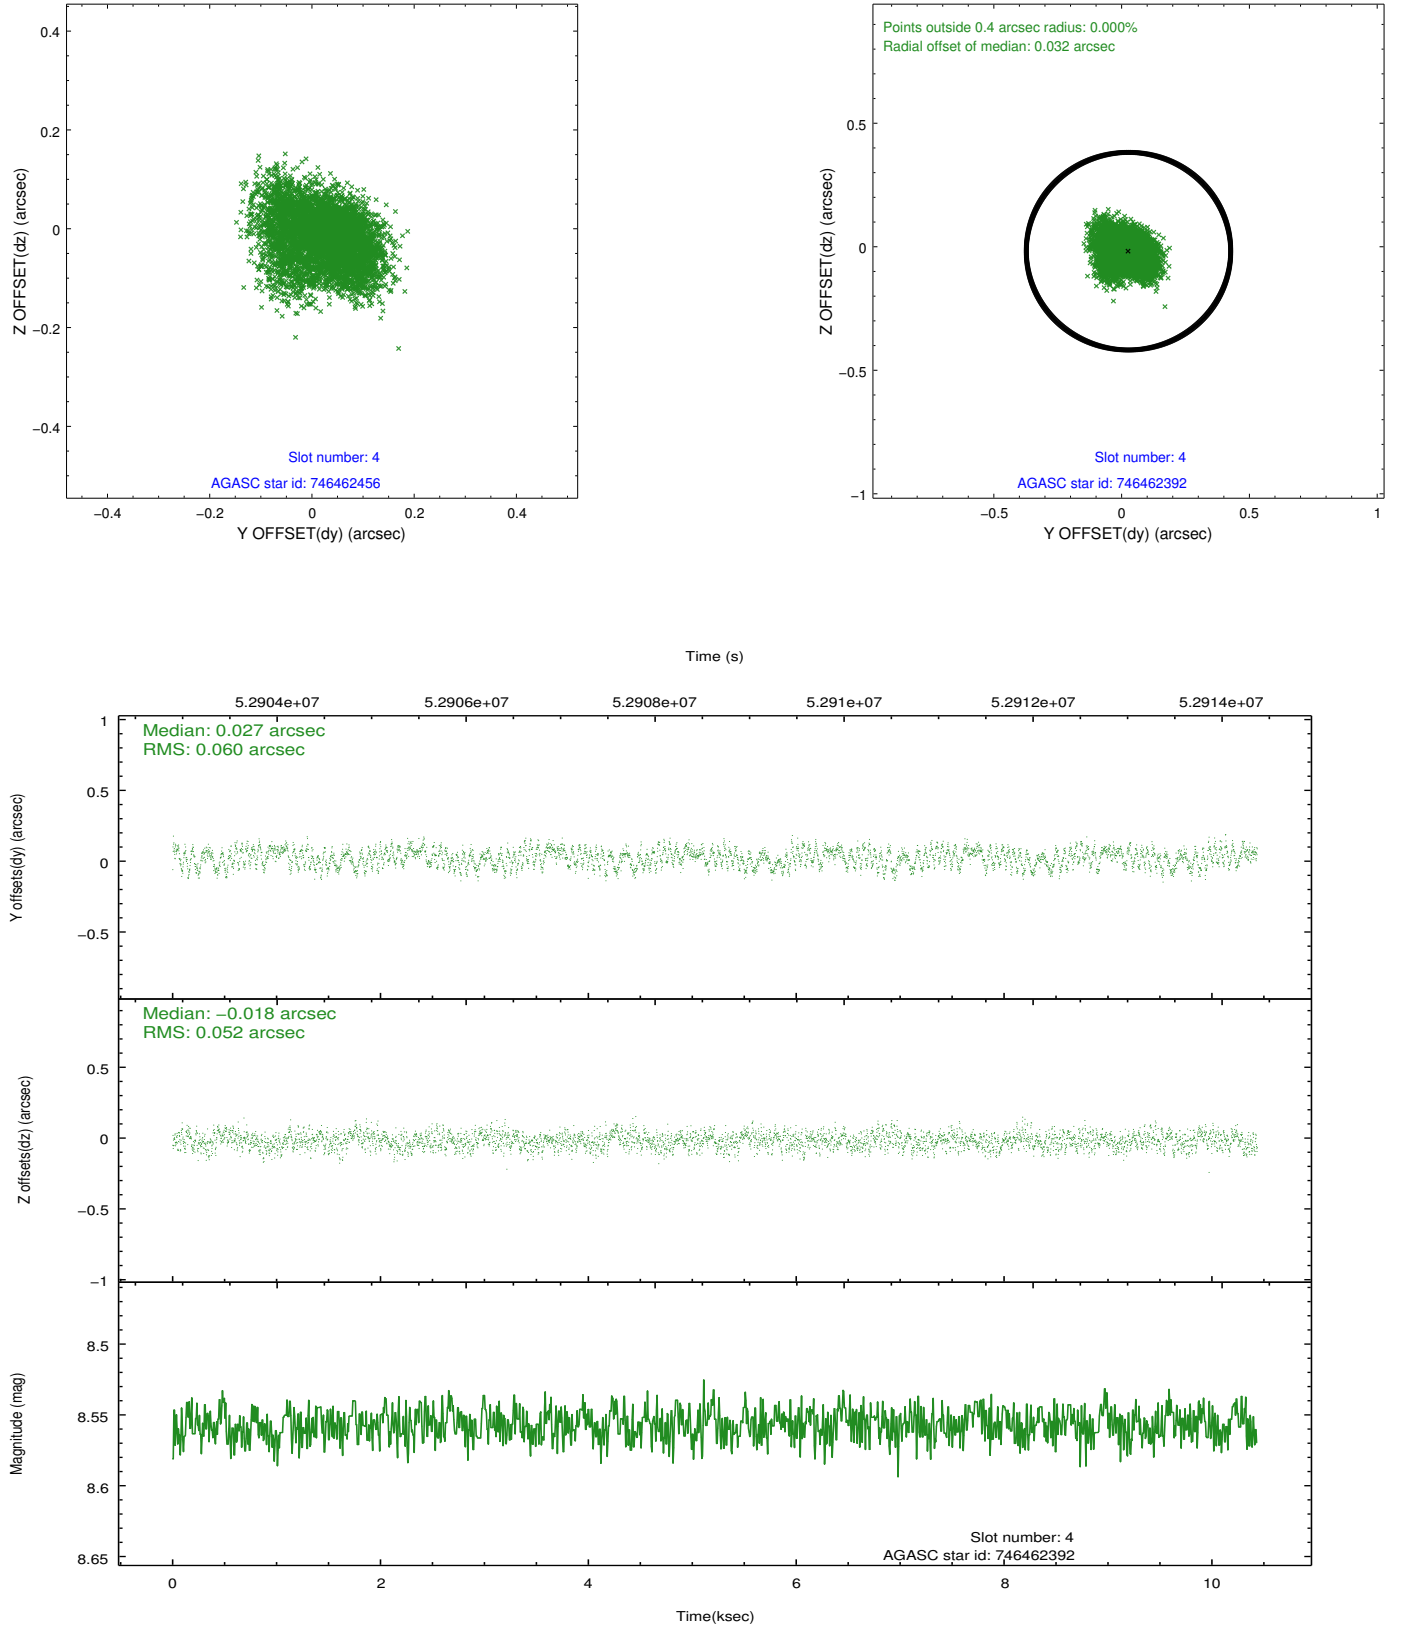 0.4
0.2
0
−0.2
−0.4
Z OFFSET(dz) (arcsec)
Slot number: 4
AGASC star id: 746462456
−0.4
−0.2
0
0.2
0.4
Y OFFSET(dy) (arcsec)
Points outside 0.4 arcsec radius: 0.000%
Radial offset of median: 0.032 arcsec
0.5
0
−0.5
−1
Z OFFSET(dz) (arcsec)
Slot number: 4
AGASC star id: 746462392
−0.5
0
0.5
1
Y OFFSET(dy) (arcsec)
Time (s)
5.2904e+07
5.2906e+07
5.2908e+07
5.291e+07
5.2912e+07
5.2914e+07
Median: 0.027 arcsec
RMS: 0.060 arcsec
1
0.5
0
−0.5
Y offsets(dy) (arcsec)
Median: −0.018 arcsec
RMS: 0.052 arcsec
0.5
0
−0.5
−1
Z offsets(dz) (arcsec)
8.5
8.55
8.6
8.65
Magnitude (mag)
Slot number: 4
AGASC star id: 746462392
0
2
4
6
8
10
Time(ksec)